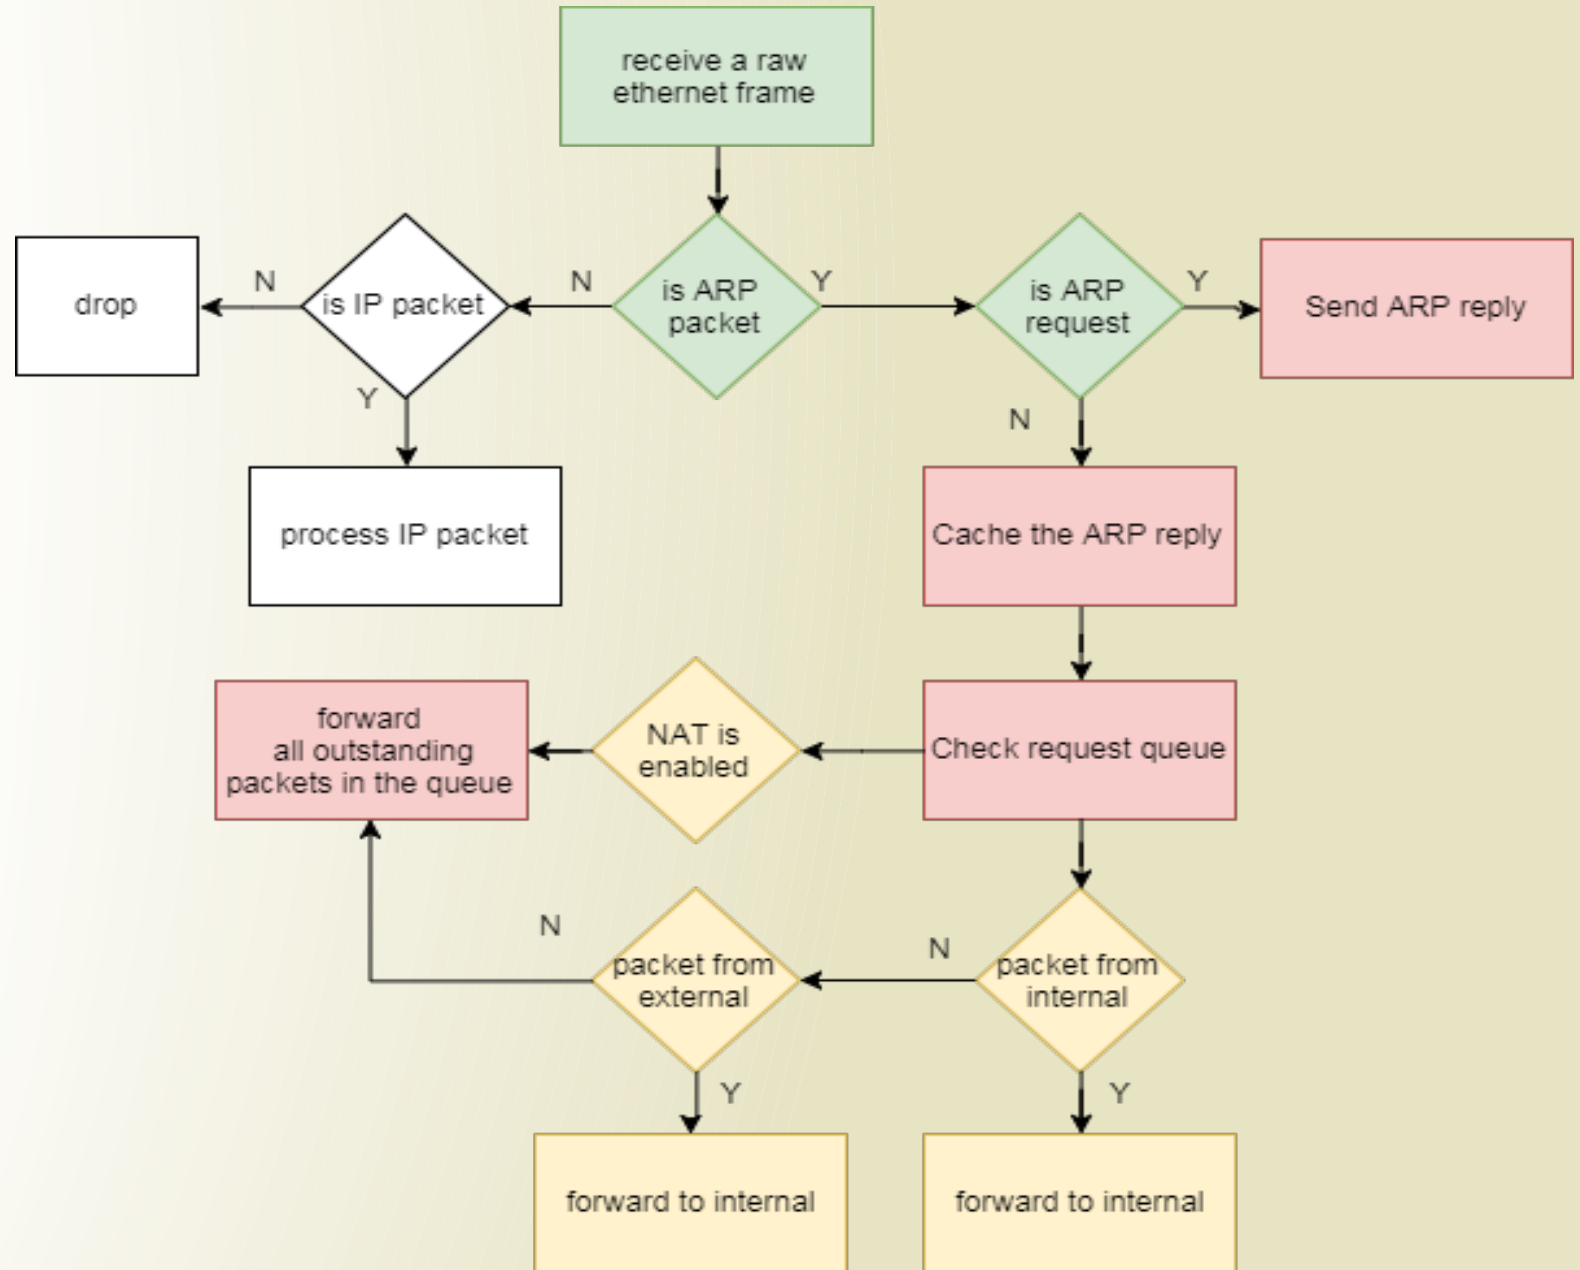 receive a raw
ethernet frame
drop
N
is IP packet
N
is ARP
packet
Y
is ARP
request
Y
Send ARP reply
Y
N
process IP packet
Cache the ARP reply
forward
all outstanding
packets in the queue
NAT is
enabled
Check request queue
N
packet from
external
N
packet from
internal
Y
Y
forward to internal
forward to internal